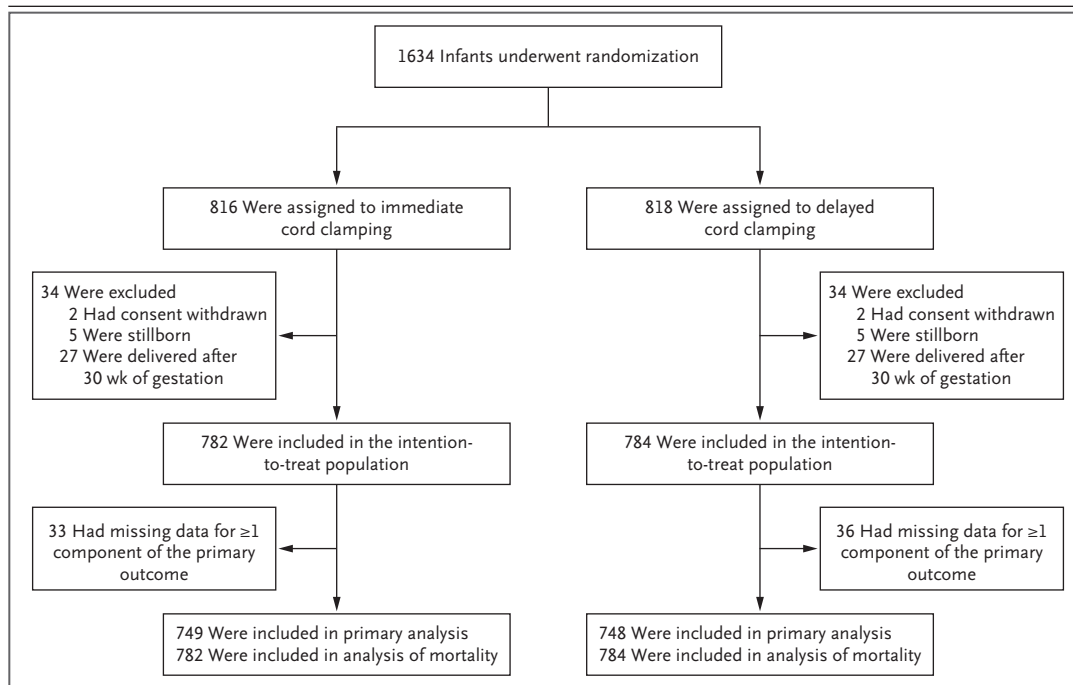 1634 Infants underwent randomization
816 Were assigned to immediate
cord clamping
818 Were assigned to delayed
cord clamping
34 Were excluded
2 Had consent withdrawn
5 Were stillborn
27 Were delivered after
30 wk of gestation
34 Were excluded
2 Had consent withdrawn
5 Were stillborn
27 Were delivered after
30 wk of gestation
782 Were included in the intention-
to-treat population
784 Were included in the intention-
to-treat population
33 Had missing data for ≥1
component of the primary
outcome
36 Had missing data for ≥1
component of the primary
outcome
749 Were included in primary analysis
782 Were included in analysis of mortality
748 Were included in primary analysis
784 Were included in analysis of mortality